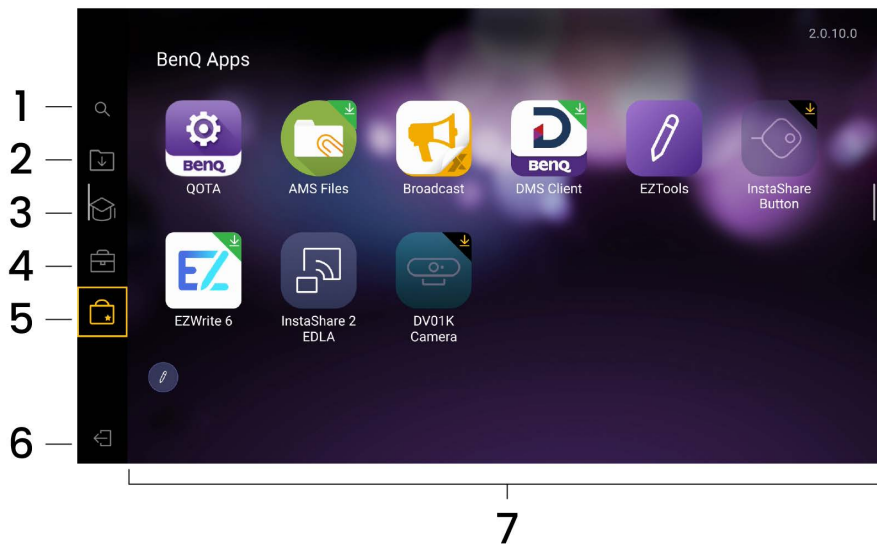 2.0.10.0
BenQ Apps
1
2
3
4
5
6
BenQ
BenQ
QOTA
AMS Files
Broadcast
DMS Client
EZTools
InstaShare
Button
EZ
EZWrite 6
InstaShare 2
EDLA
DV01K
Camera
7